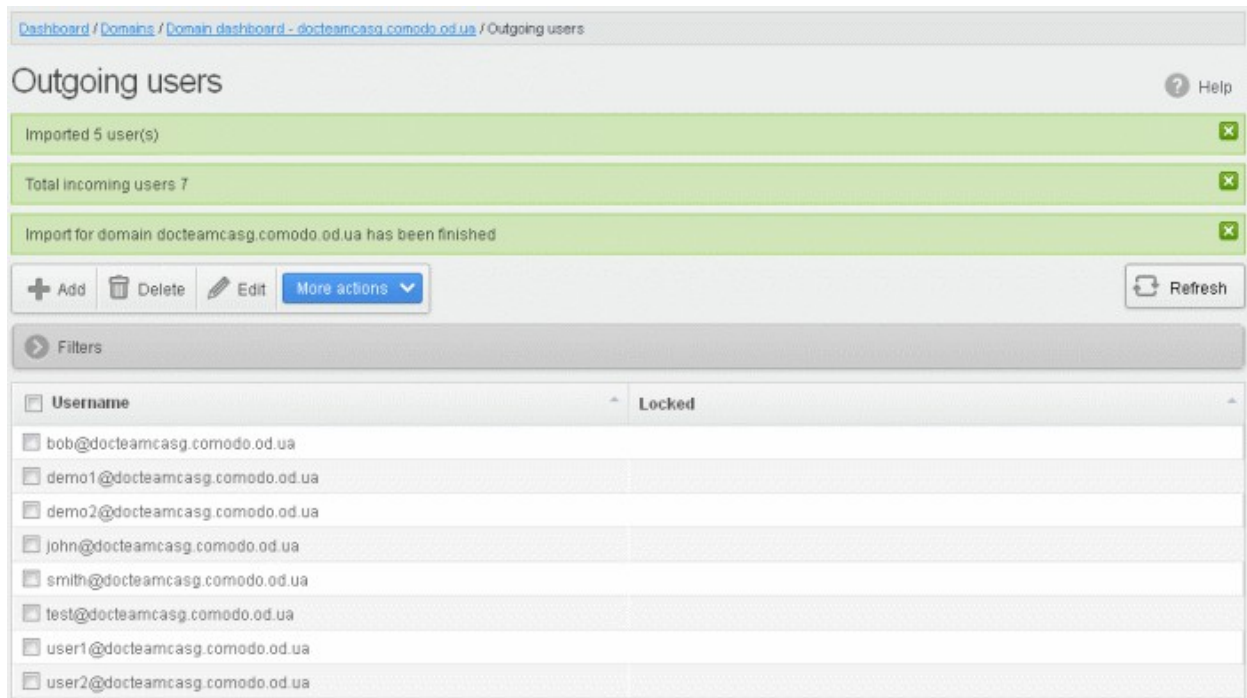 Dashboard / Domains / Domain dashboard - docteamcasg.comodo.od.ua / Outgoing users
Outgoing users
Help
Imported 5 user(s)
Total incoming users 7
Import for domain docteamcasg.comodo.od.ua has been finished
Add Delete Edit More actions Refresh
Filters
Username Locked
bob@docteamcasg.comodo.od.ua
demo1@docteamcasg.comodo.od.ua
demo2@docteamcasg.comodo.od.ua
john@docteamcasg.comodo.od.ua
smith@docteamcasg.comodo.od.ua
test@docteamcasg.comodo.od.ua
user1@docteamcasg.comodo.od.ua
user2@docteamcasg.comodo.od.ua